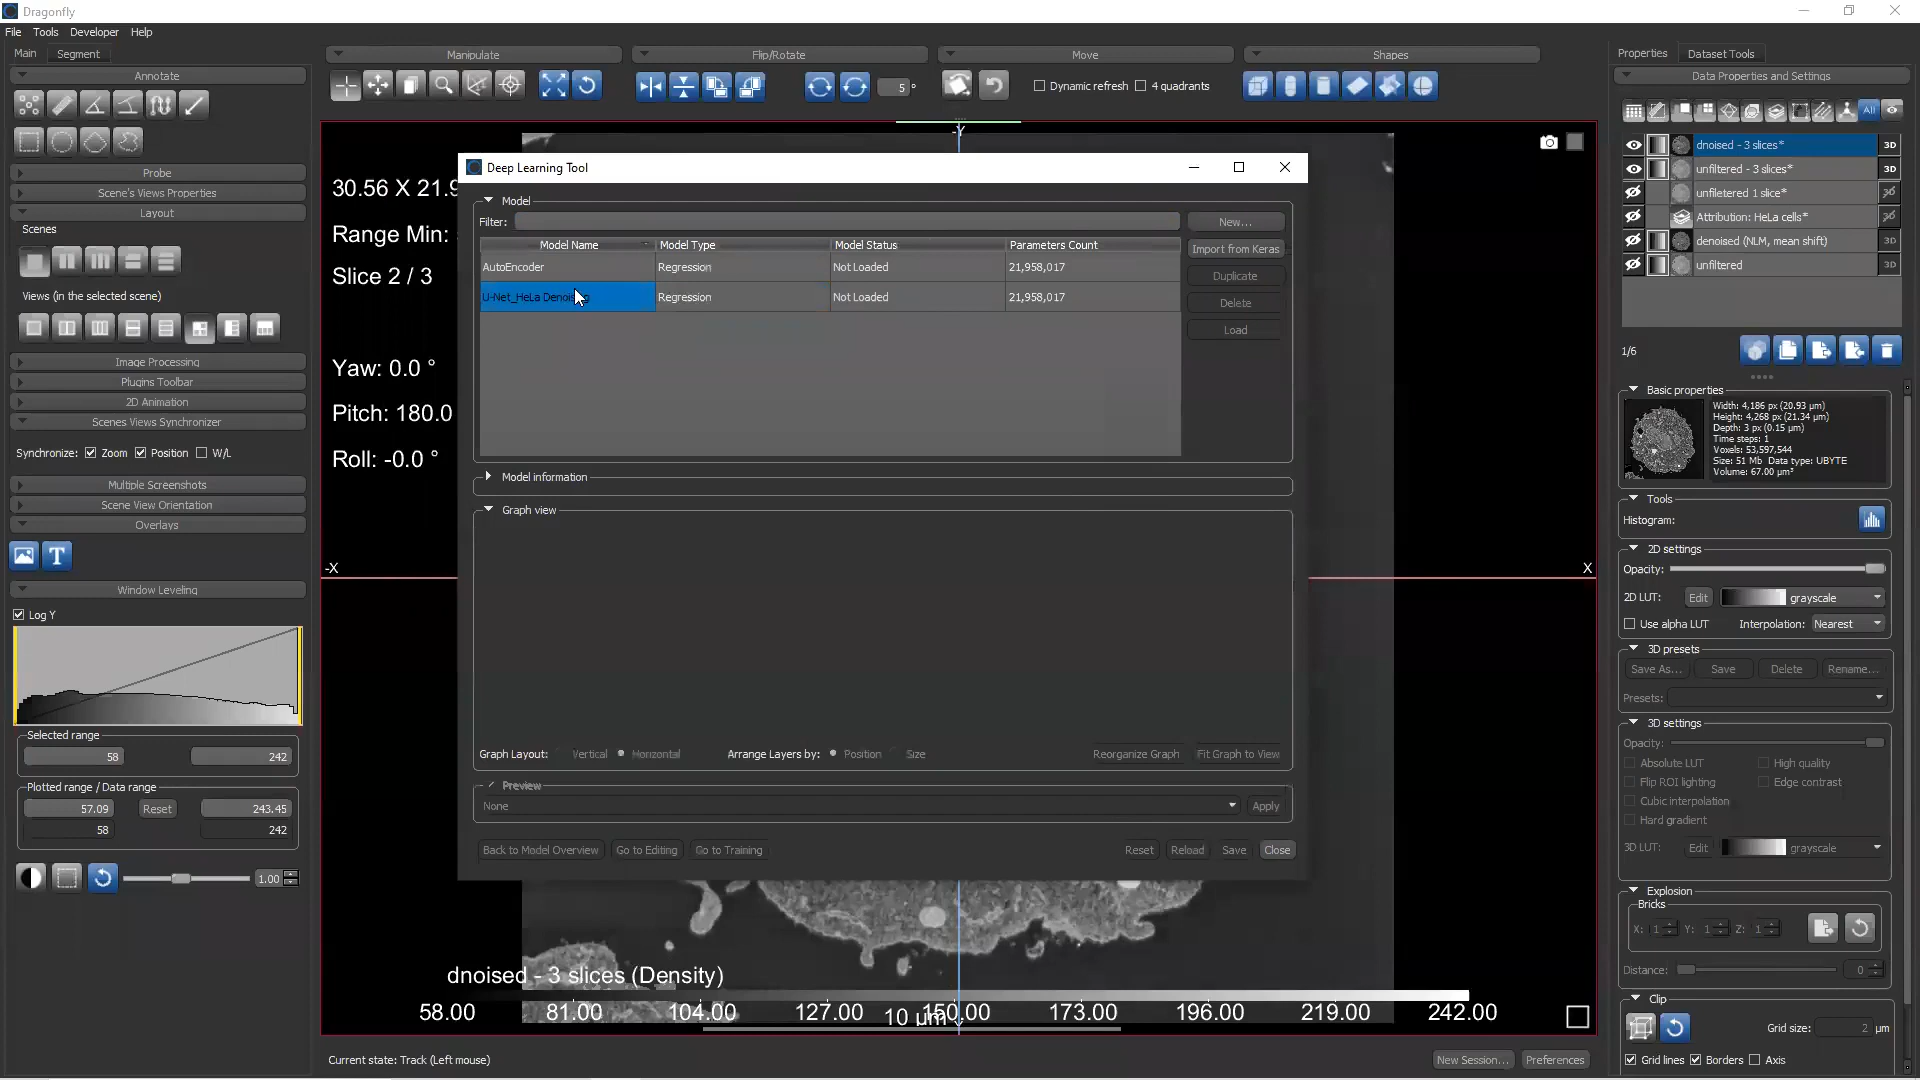 Dragonfly
File Tools Developer Help
Main Segment
Annotate
Probe
Scene's Views Properties
Layout
Scenes
Views (in the selected scene)
Image Processing
Plugins Toolbar
2D Animation
Scenes Views Synchronizer
Synchronize: Zoom Position W/L
Multiple Screenshots
Scene View Orientation
Overlays
T
Window Leveling
Log Y
Selected range
58 242
Plotted range / Data range
57.09 Reset 243.45
58 242
1.00
Manipulate Flip/Rotate Move Shapes
5 °
Dynamic refresh 4 quadrants
-Y
30.56 X 21.9
Range Min:
Slice 2 / 3
Yaw: 0.0 °
Pitch: 180.0
Roll: -0.0 °
-X X
Deep Learning Tool
Model
Filter: New...
Model Name Model Type Model Status Parameters Count
AutoEncoder Regression Not Loaded 21,958,017
U-Net_HeLa Regression Not Loaded 21,958,017
Import from Keras
Duplicate
Delete
Load
Model information
Graph view
Graph Layout: Vertical Horizontal Arrange Layers by: Position Size Reorganize Graph Fit Graph to View
Preview
None Apply
Back to Model Overview Go to Editing Go to Training Reset Reload Save Close
dnoised - 3 slices (Density)
58.00 81.00 104.00 127.00 150.00 173.00 196.00 219.00 242.00
10 µm
Current state: Track (Left mouse)
New Session... Preferences
Properties Dataset Tools
Data Properties and Settings
All
dnoised - 3 slices* 3D
unfiltered - 3 slices* 3D
unfiletered 1 slice*
Attribution: HeLa cells*
denoised (NLM, mean shift) 3D
unfiltered 3D
1/6
Basic properties
Width: 4,186 px (20.93 µm)
Height: 4,268 px (21.34 µm)
Depth: 3 px (0.15 µm)
Time steps: 1
Voxels: 53,597,544
Size: 51 Mb Data type: UBYTE
Volume: 67.00 µm³
Tools
Histogram:
2D settings
Opacity:
2D LUT: Edit grayscale
Use alpha LUT Interpolation: Nearest
3D presets
Save As... Save Delete Rename...
Presets:
3D settings
Opacity:
Absolute LUT High quality
Flip ROI lighting Edge contrast
Cubic interpolation
Hard gradient
3D LUT: Edit grayscale
Explosion
Bricks
X: 1 Y: 1 Z: 1
Distance: 0
Clip
Grid size: 2 µm
Grid lines Borders Axis